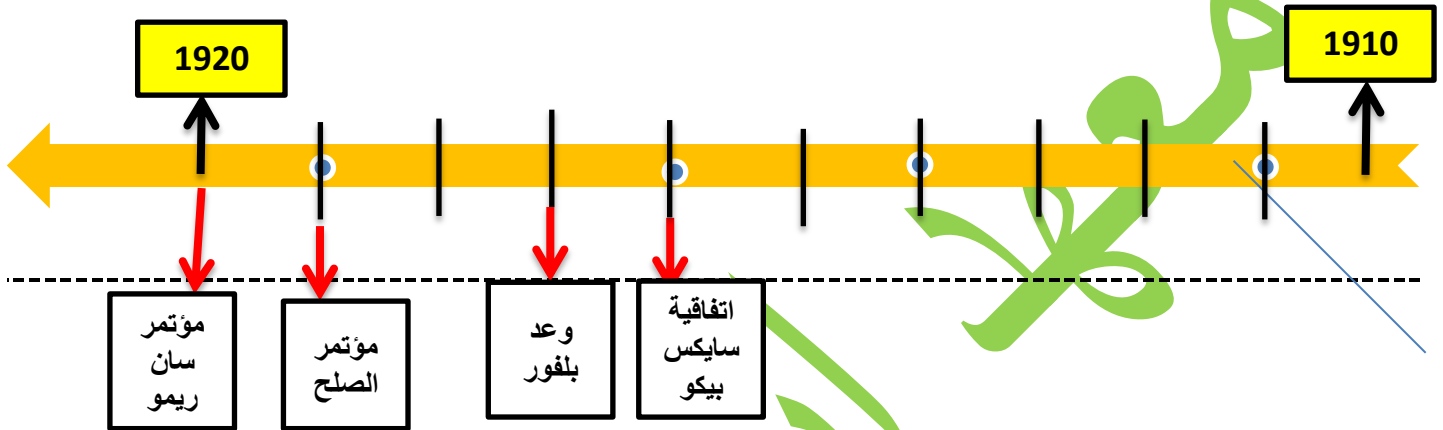 1910
1920
اتفاقية
سايكس
بيكو
وعد
بلفور
مؤتمر
الصلح
مؤتمر
سان
ريمو